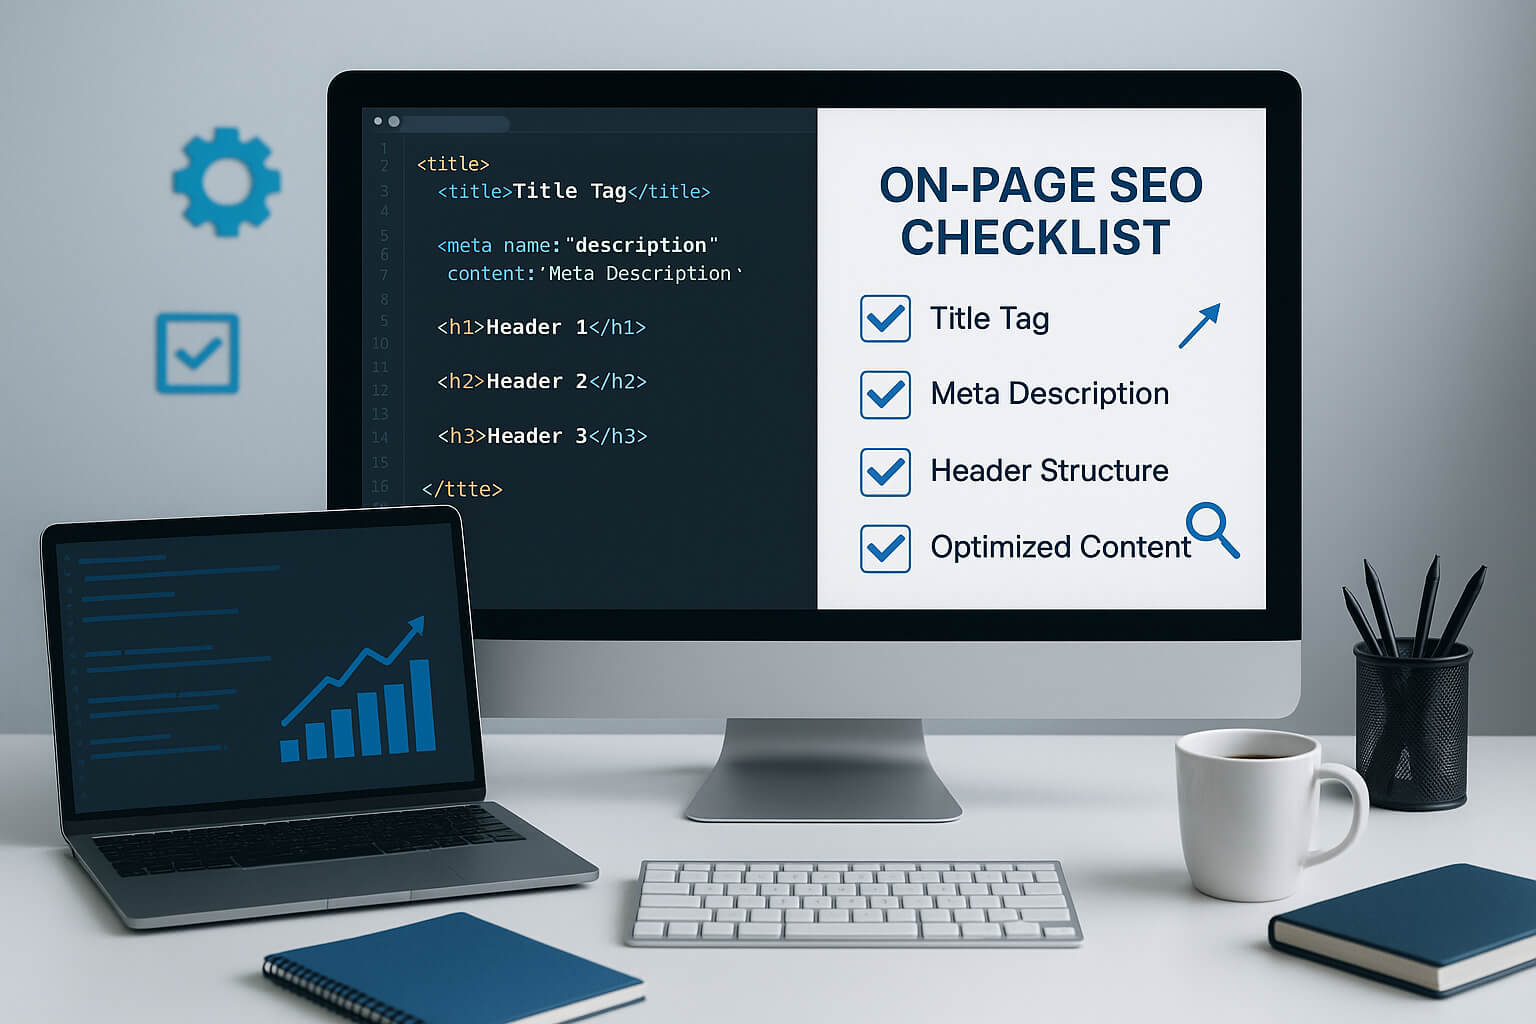 1
2
3
4
5
6
7
8
5
10
11
12
13
14
15
16
<title>
<title>Title Tag</title>
<meta name:"description"
content:'Meta Description`
<h1>Header 1</h1>
<h2>Header 2</h2>
<h3>Header 3</h3>
</ttte>
ON-PAGE SEO
CHECKLIST
Title Tag
Meta Description
Header Structure
Optimized Content